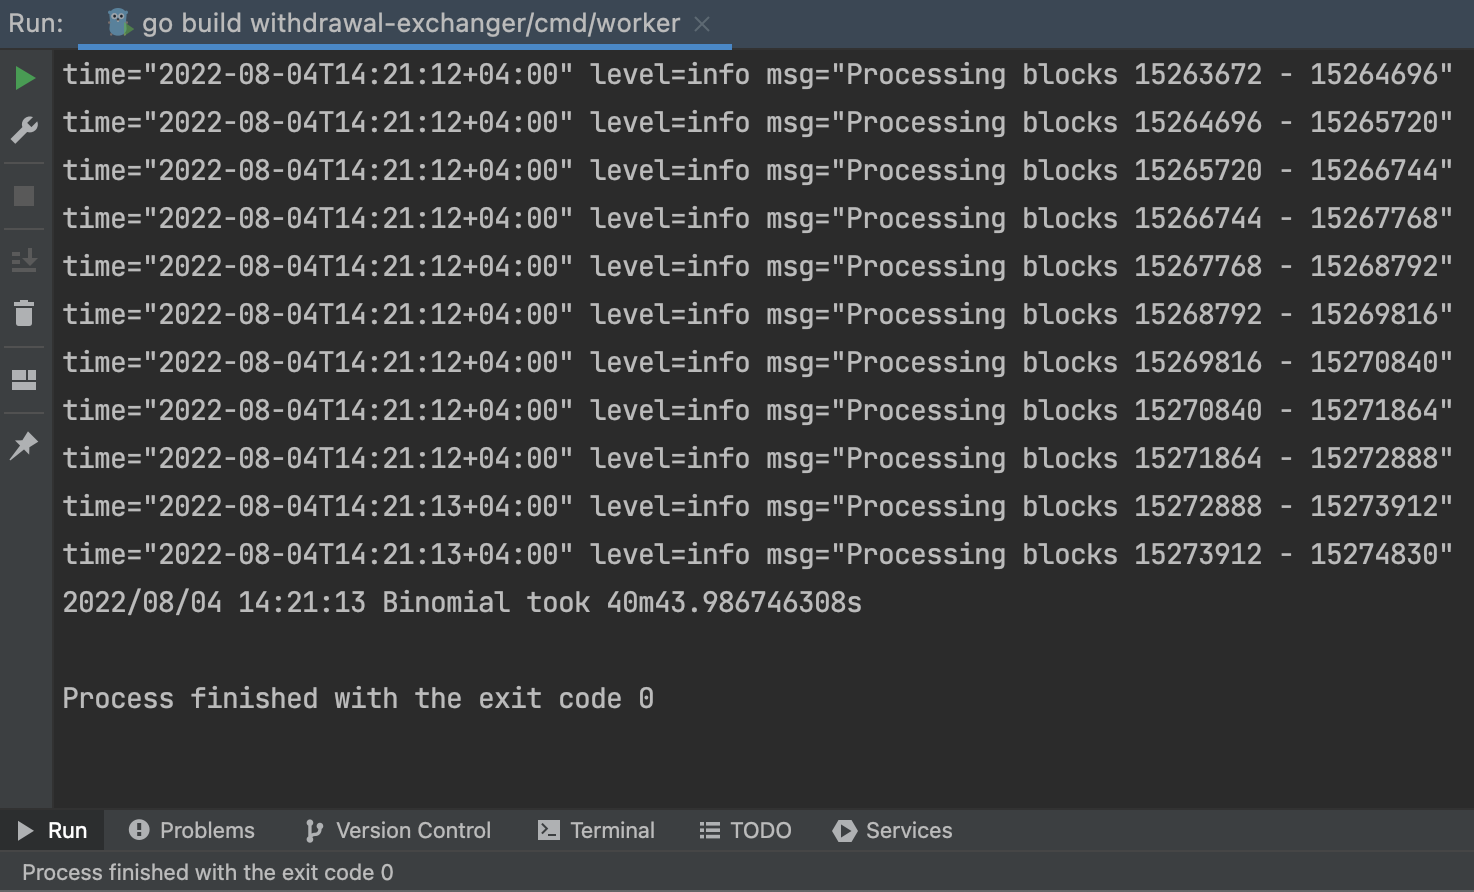 Run: go build withdrawal-exchanger/cmd/worker
time="2022-08-04T14:21:12+04:00" level=info msg="Processing blocks 15263672 - 15264696"
time="2022-08-04T14:21:12+04:00" level=info msg="Processing blocks 15264696 - 15265720"
time="2022-08-04T14:21:12+04:00" level=info msg="Processing blocks 15265720 - 15266744"
time="2022-08-04T14:21:12+04:00" level=info msg="Processing blocks 15266744 - 15267768"
time="2022-08-04T14:21:12+04:00" level=info msg="Processing blocks 15267768 - 15268792"
time="2022-08-04T14:21:12+04:00" level=info msg="Processing blocks 15268792 - 15269816"
time="2022-08-04T14:21:12+04:00" level=info msg="Processing blocks 15269816 - 15270840"
time="2022-08-04T14:21:12+04:00" level=info msg="Processing blocks 15270840 - 15271864"
time="2022-08-04T14:21:12+04:00" level=info msg="Processing blocks 15271864 - 15272888"
time="2022-08-04T14:21:13+04:00" level=info msg="Processing blocks 15272888 - 15273912"
time="2022-08-04T14:21:13+04:00" level=info msg="Processing blocks 15273912 - 15274830"
2022/08/04 14:21:13 Binomial took 40m43.986746308s
Process finished with the exit code 0
Run Problems Version Control Terminal TODO Services
Process finished with the exit code 0